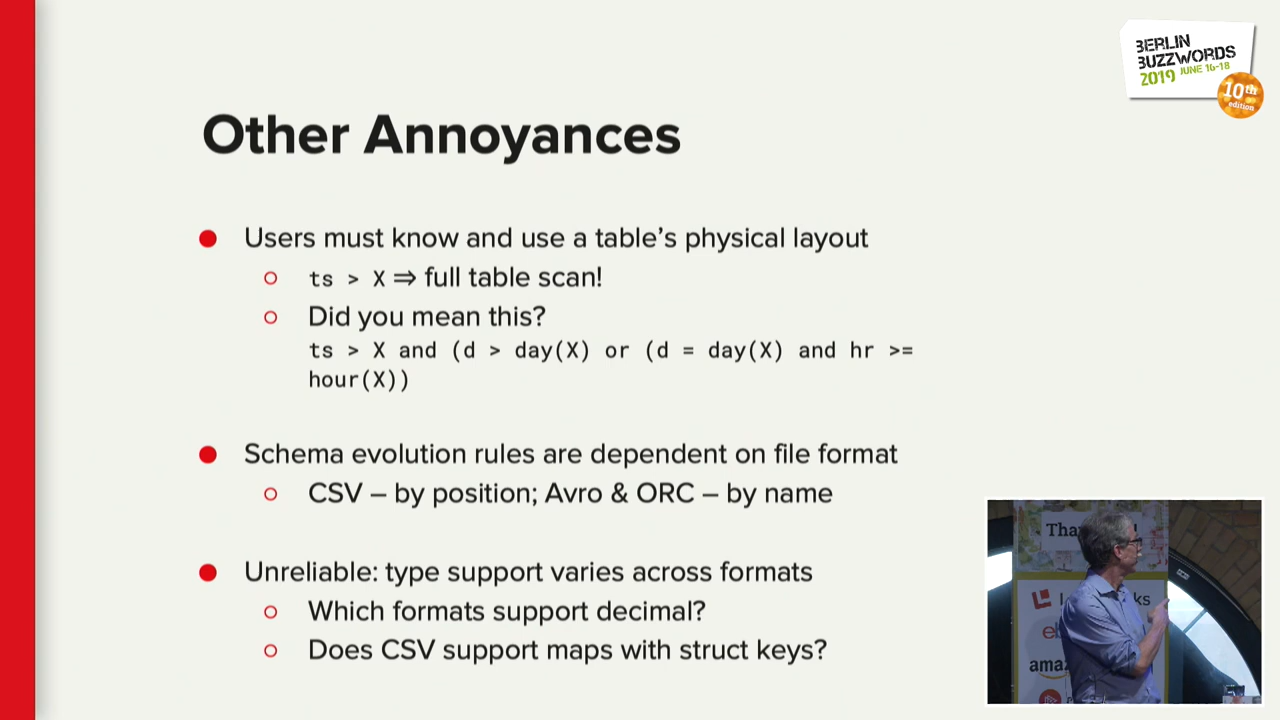 BERLIN
BUZZWORDS
2019 JUNE 16-18
10th
edition
Other Annoyances
Users must know and use a table’s physical layout
ts > X ⇒ full table scan!
Did you mean this?
ts > X and (d > day(X) or (d = day(X) and hr >=
hour(X))
Schema evolution rules are dependent on file format
CSV – by position; Avro & ORC – by name
Unreliable: type support varies across formats
Which formats support decimal?
Does CSV support maps with struct keys?